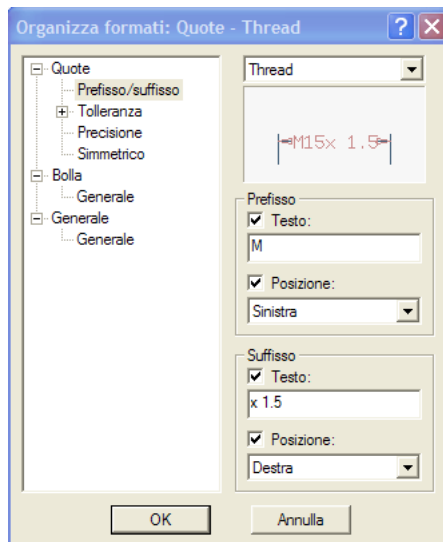 Organizza formati: Quote - Thread
Quote
Prefisso/suffisso
Tolleranza
Precisione
Simmetrico
Bolla
Generale
Generale
Generale
Thread
M15x 1.5
Prefisso
Testo:
M
Posizione:
Sinistra
Suffisso
Testo:
x 1.5
Posizione:
Destra
OK
Annulla